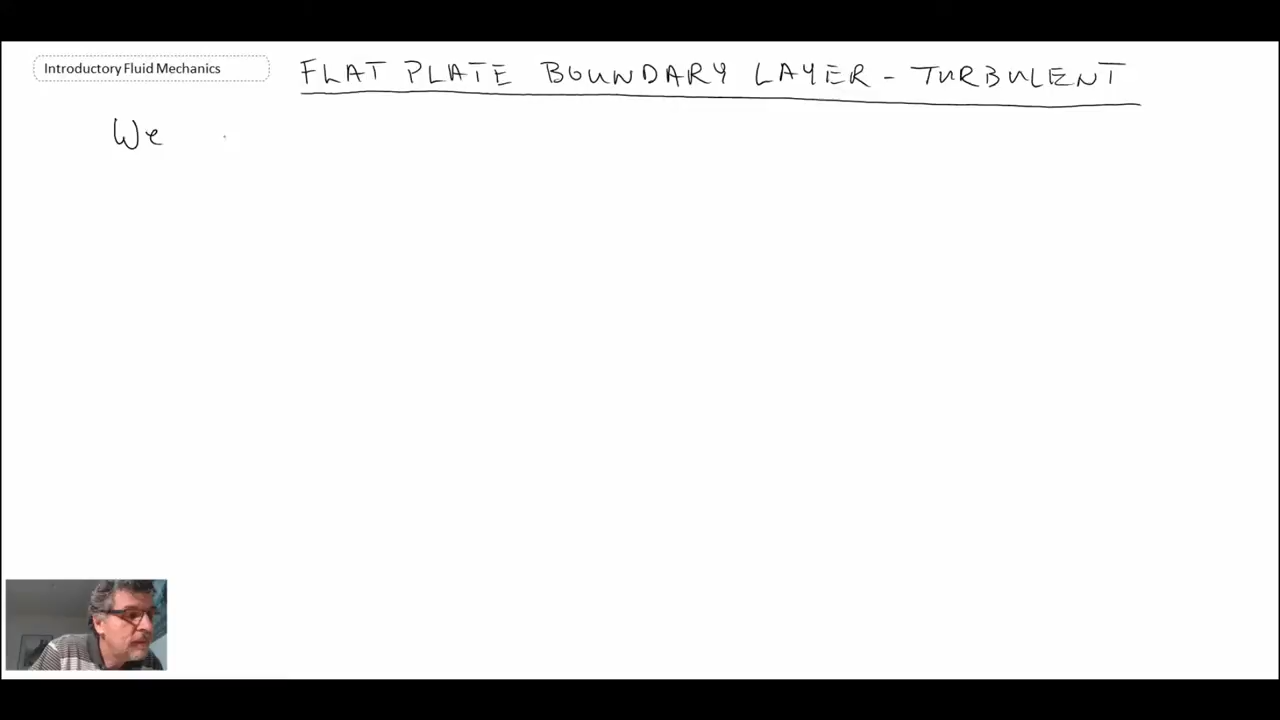 Introductory Fluid Mechanics
FLAT PLATE BOUNDARY LAYER - TURBULENT
We